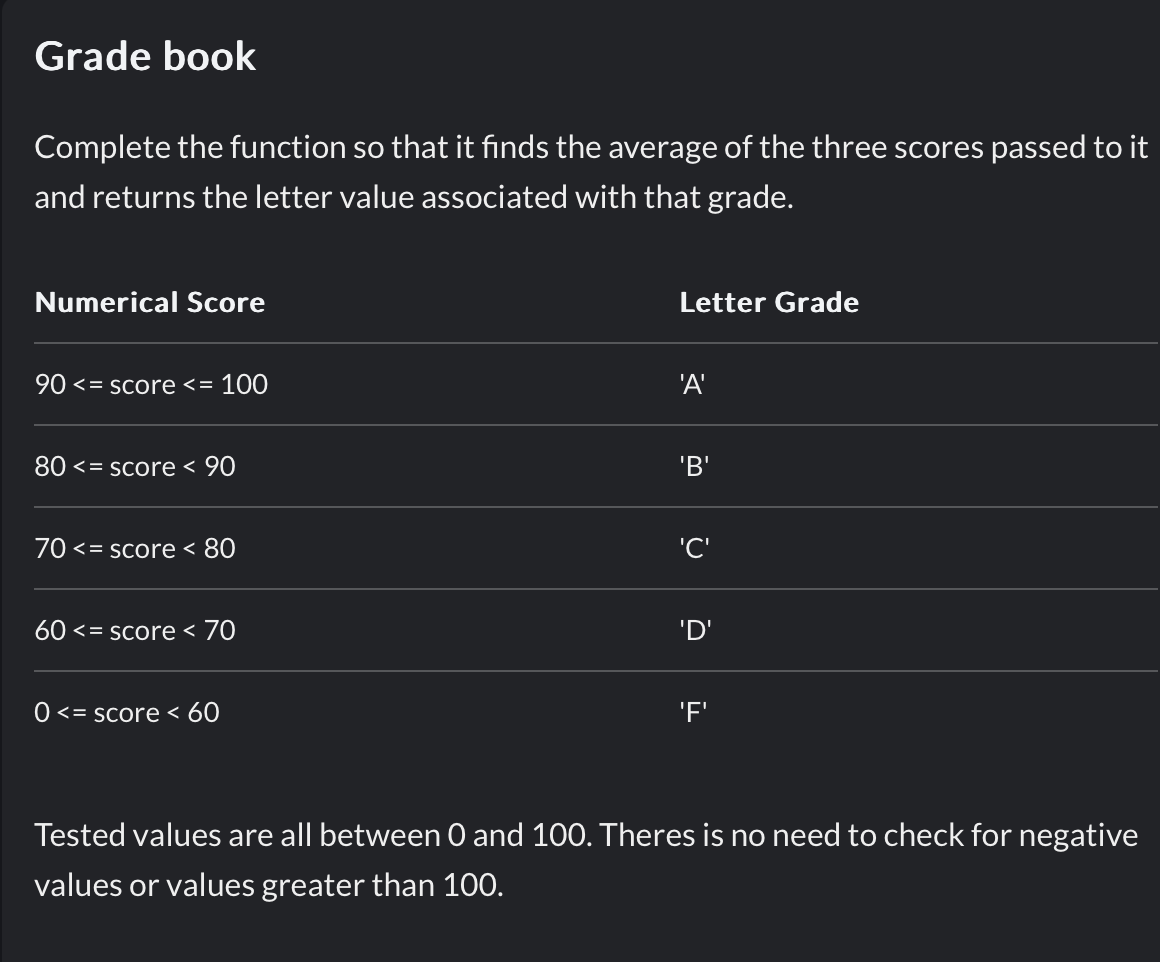 Grade book
Complete the function so that it finds the average of the three scores passed to it
and returns the letter value associated with that grade.
Numerical Score Letter Grade
90 <= score <= 100 'A'
80 <= score < 90 'B'
70 <= score < 80 'C'
60 <= score < 70 'D'
0 <= score < 60 'F'
Tested values are all between 0 and 100. Theres is no need to check for negative
values or values greater than 100.